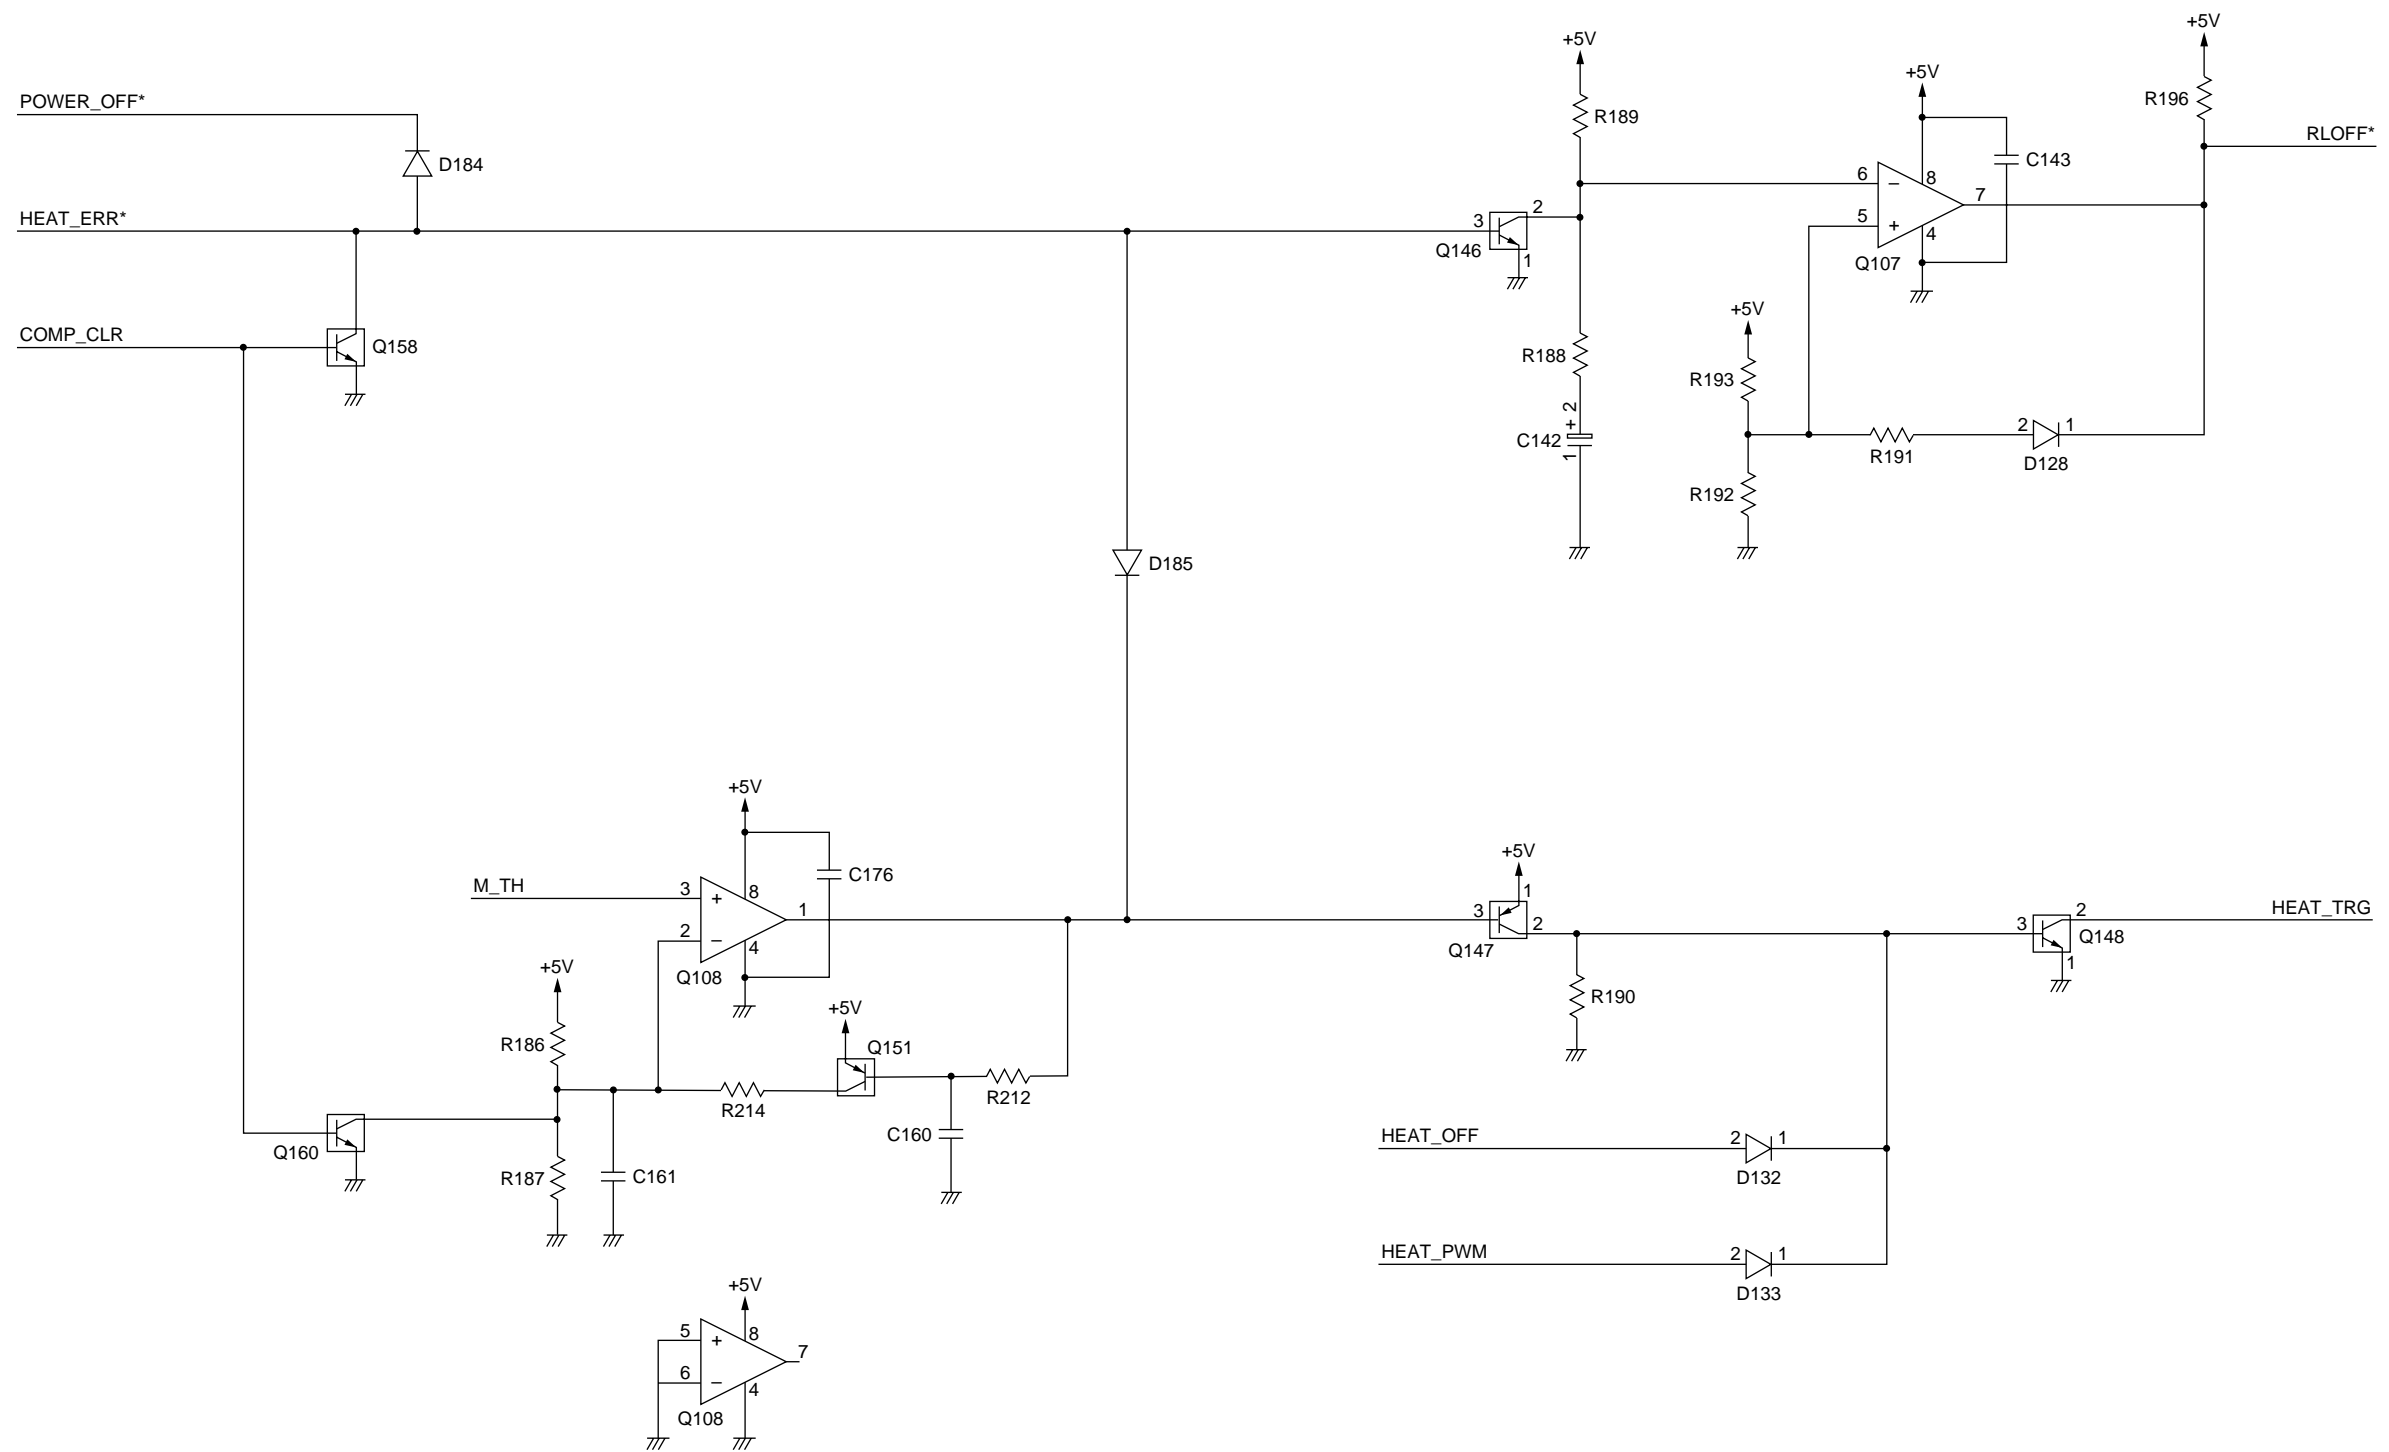 +5V
+5V
+5V
POWER_OFF*
R196
R189
RLOFF*
D184
C143
6
−
8
7
HEAT_ERR*
3
2
5
+
4
Q146
1
Q107
+5V
COMP_CLR
Q158
R188
R193
2
+
C142
1
2
1
R191
D128
R192
D185
+5V
+5V
M_TH
3
+
8
C176
1
1
3
2
2
HEAT_TRG
2
−
4
Q147
3
Q148
1
Q108
+5V
+5V
R190
R186
Q151
R214
R212
Q160
C160
HEAT_OFF
2
1
R187
C161
D132
HEAT_PWM
2
1
D133
+5V
5
+
8
7
6
−
4
Q108